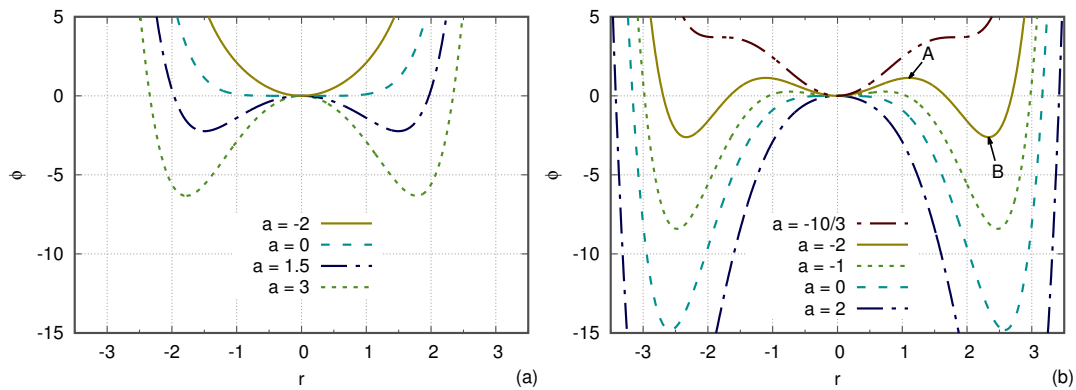 5
0
-5
-10
-15
ϕ
a = -2
a = 0
a = 1.5
a = 3
-3 -2 -1 0 1 2 3
r
(a)
5
0
-5
-10
-15
ϕ
A
B
a = -10/3
a = -2
a = -1
a = 0
a = 2
-3 -2 -1 0 1 2 3
r
(b)